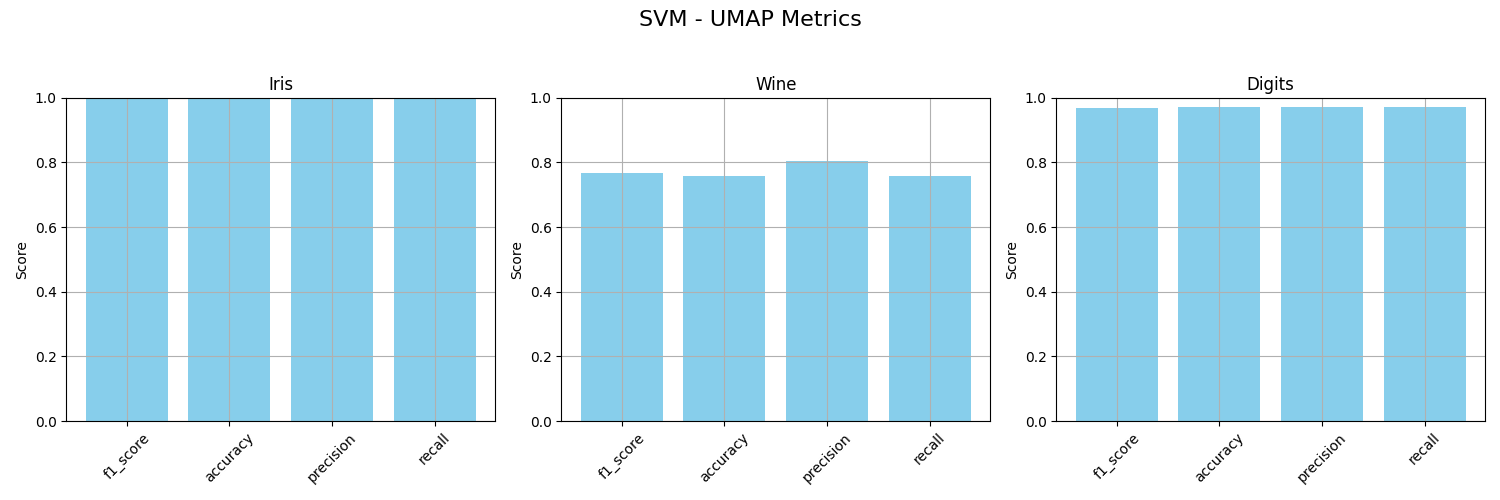 SVM - UMAP Metrics
Iris
Score
1.0
0.8
0.6
0.4
0.2
0.0
f1_score
accuracy
precision
recall
Wine
Score
1.0
0.8
0.6
0.4
0.2
0.0
f1_score
accuracy
precision
recall
Digits
Score
1.0
0.8
0.6
0.4
0.2
0.0
f1_score
accuracy
precision
recall